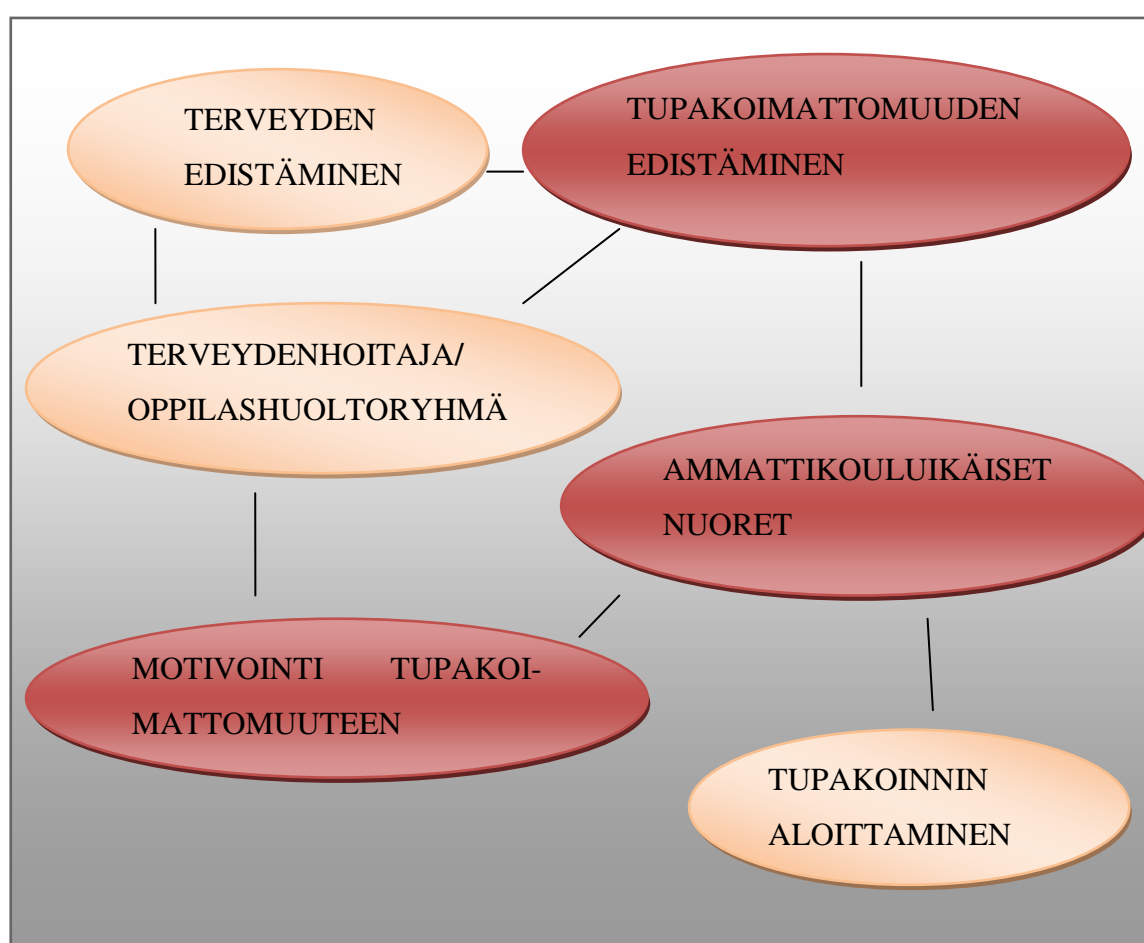 TERVEYDEN
EDISTÄMINEN
TUPAKOIMATTOMUUDEN
EDISTÄMINEN
TERVEYDENHOITAJA/
OPPILASHUOLTORYHMÄ
AMMATTIKOULUIKÄISET
NUORET
MOTIVOINTI TUPAKOI-
MATTOMUUTEEN
TUPAKOINNIN
ALOITTAMINEN